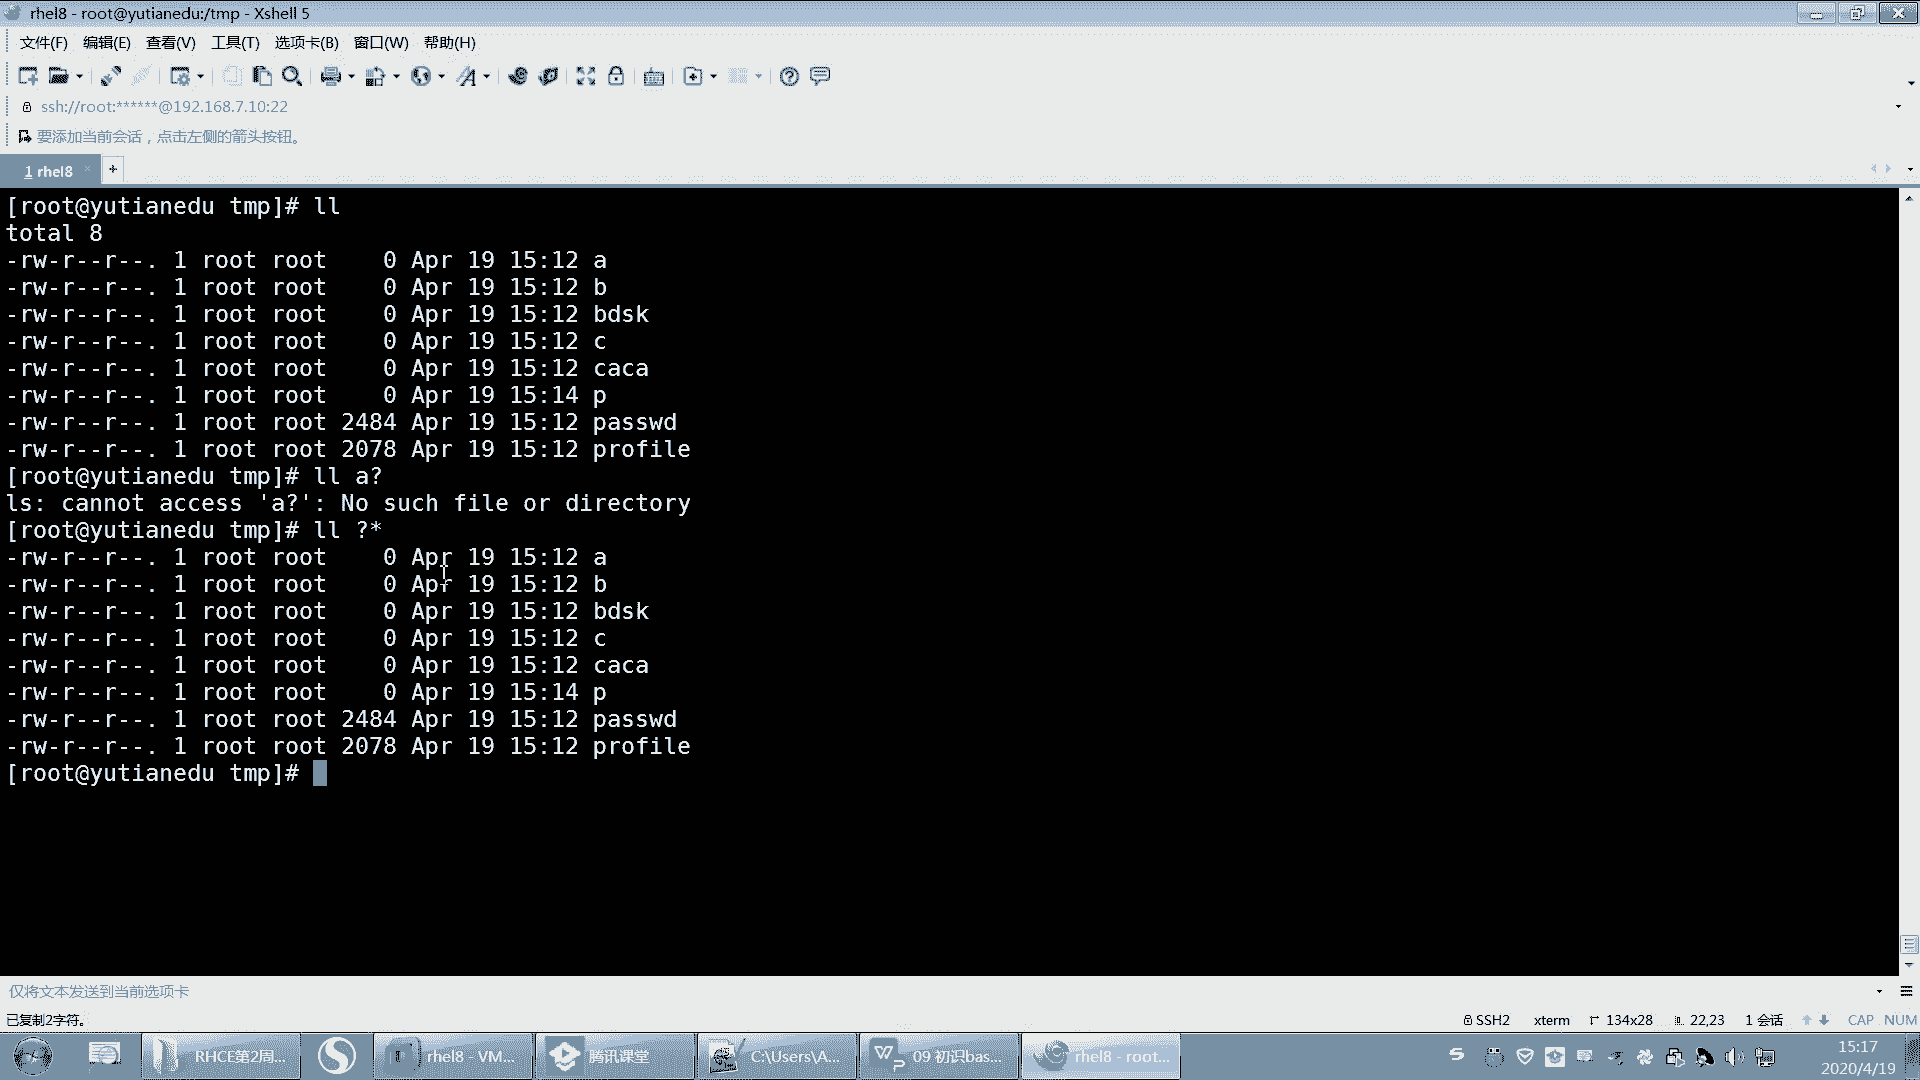 rhel8 - root@yutianedu:/tmp - Xshell 5
文件(F) 编辑(E) 查看(V) 工具(T) 选项卡(B) 窗口(W) 帮助(H)
ssh://root:******@192.168.7.10:22
要添加当前会话，点击左侧的箭头按钮。
1 rhel8
[root@yutianedu tmp]# ll
total 8
-rw-r--r--. 1 root root    0 Apr 19 15:12 a
-rw-r--r--. 1 root root    0 Apr 19 15:12 b
-rw-r--r--. 1 root root    0 Apr 19 15:12 bdsk
-rw-r--r--. 1 root root    0 Apr 19 15:12 c
-rw-r--r--. 1 root root    0 Apr 19 15:12 caca
-rw-r--r--. 1 root root    0 Apr 19 15:14 p
-rw-r--r--. 1 root root 2484 Apr 19 15:12 passwd
-rw-r--r--. 1 root root 2078 Apr 19 15:12 profile
[root@yutianedu tmp]# ll a?
ls: cannot access 'a?': No such file or directory
[root@yutianedu tmp]# ll ?*
-rw-r--r--. 1 root root    0 Apr 19 15:12 a
-rw-r--r--. 1 root root    0 Apr 19 15:12 b
-rw-r--r--. 1 root root    0 Apr 19 15:12 bdsk
-rw-r--r--. 1 root root    0 Apr 19 15:12 c
-rw-r--r--. 1 root root    0 Apr 19 15:12 caca
-rw-r--r--. 1 root root    0 Apr 19 15:14 p
-rw-r--r--. 1 root root 2484 Apr 19 15:12 passwd
-rw-r--r--. 1 root root 2078 Apr 19 15:12 profile
[root@yutianedu tmp]#
仅将文本发送到当前选项卡
已复制2字符。 SSH2 xterm 134x28 22,23 1 会话 CAP NUM
RHCE第2周... rhel8 - VM... 腾讯课堂 C:\Users\A... 09 初识bas... rhel8 - root... 15:17
2020/4/19